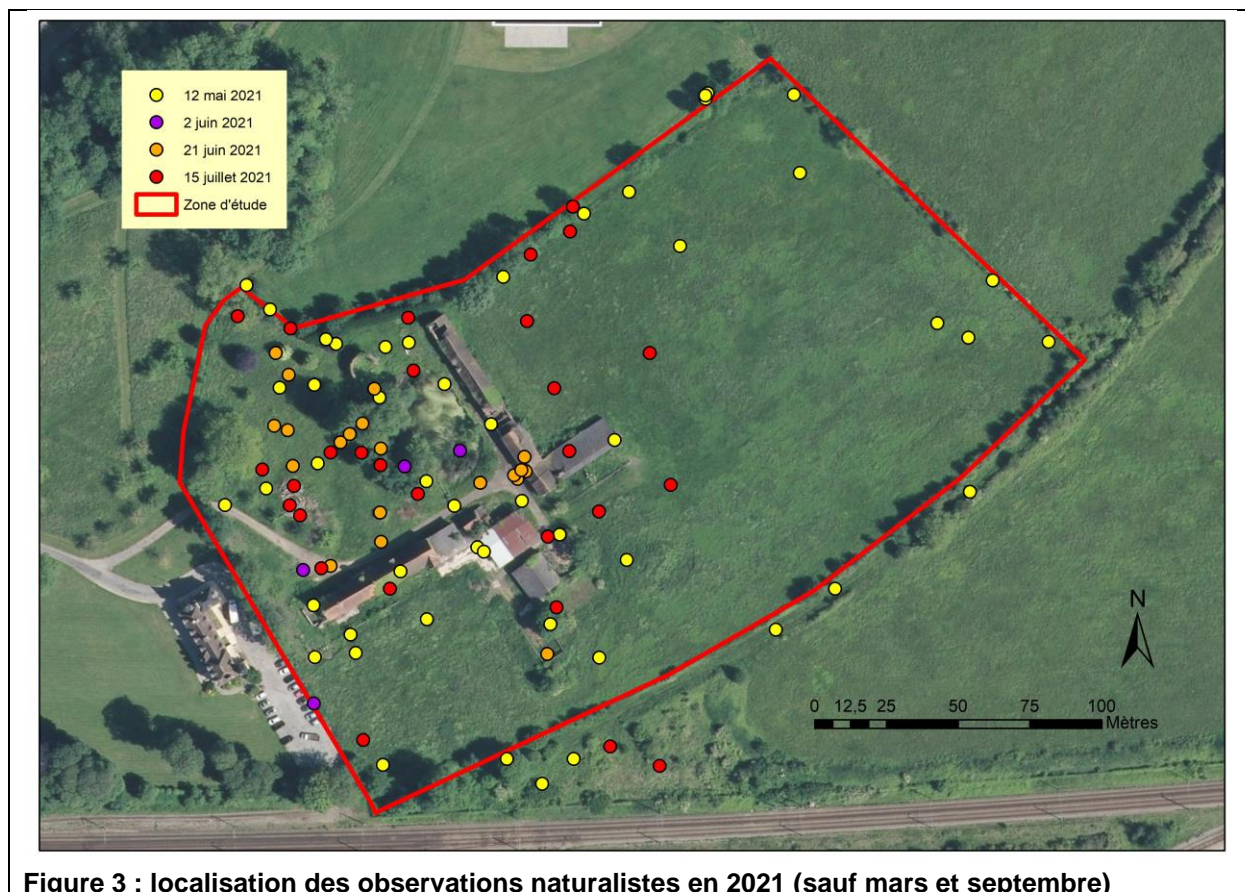 12 mai 2021
2 juin 2021
21 juin 2021
15 juillet 2021
Zone d'étude
N
0 12,5 25 50 75 100
Mètres
Figure 3 : localisation des observations naturalistes en 2021 (sauf mars et septembre)